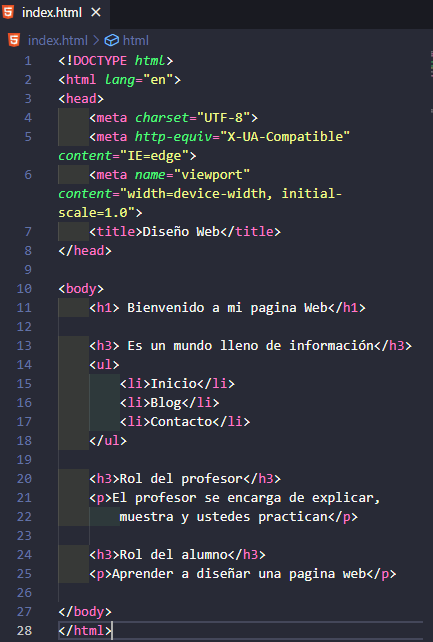 index.html
index.html > html
1 <!DOCTYPE html>
2 <html lang="en">
3 <head>
4 <meta charset="UTF-8">
5 <meta http-equiv="X-UA-Compatible"
content="IE=edge">
6 <meta name="viewport"
content="width=device-width, initial-
scale=1.0">
7 <title>Diseño Web</title>
8 </head>
9
10 <body>
11 <h1> Bienvenido a mi pagina Web</h1>
12
13 <h3> Es un mundo lleno de información</h3>
14 <ul>
15 <li>Inicio</li>
16 <li>Blog</li>
17 <li>Contacto</li>
18 </ul>
19
20 <h3>Rol del profesor</h3>
21 <p>El profesor se encarga de explicar,
22 muestra y ustedes practican</p>
23
24 <h3>Rol del alumno</h3>
25 <p>Aprender a diseñar una pagina web</p>
26
27 </body>
28 </html>